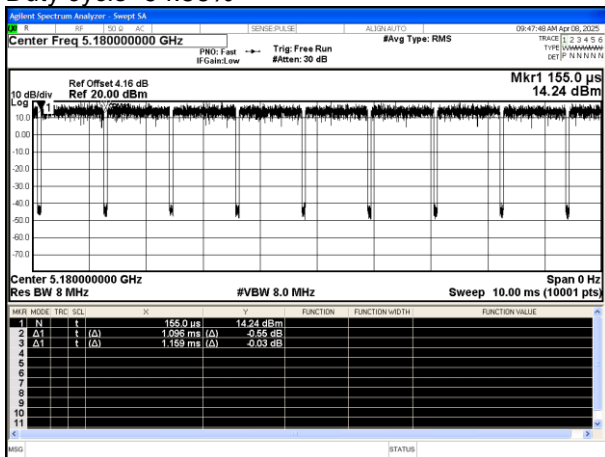 Agilent Spectrum Analyzer - Swept SA
R RF 50 Ω AC SENSE:PULSE ALIGN AUTO 09:47:48 AM Apr 08, 2025
Center Freq 5.180000000 GHz #Avg Type: RMS TRACE 1 2 3 4 5 6
PNO: Fast Trig: Free Run TYPE WWWWWW
IFGain:Low #Atten: 30 dB DET P N N N N N
Mkr1 155.0 µs
Ref Offset 4.16 dB
10 dB/div Ref 20.00 dBm 14.24 dBm
Log
1
10.0
0.00
-10.0
-20.0
-30.0
-40.0
-50.0
-60.0
-70.0
Center 5.180000000 GHz Span 0 Hz
Res BW 8 MHz #VBW 8.0 MHz Sweep 10.00 ms (10001 pts)
MKR MODE TRC SCL X Y FUNCTION FUNCTION WIDTH FUNCTION VALUE
1 N t 155.0 µs 14.24 dBm
2 Δ1 t (Δ) 1.096 ms (Δ) -0.55 dB
3 Δ1 t (Δ) 1.159 ms (Δ) -0.03 dB
4
5
6
7
8
9
10
11
MSG STATUS